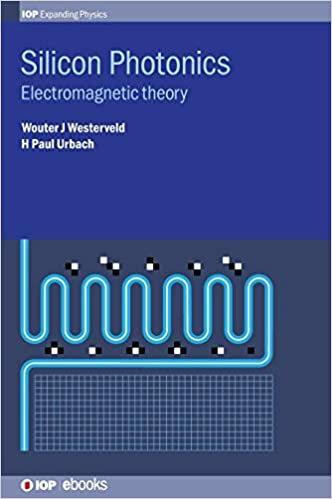 IOP Expanding Physics
Silicon Photonics
Electromagnetic theory
Wouter J Westerveld
H Paul Urbach
IOP | ebooks